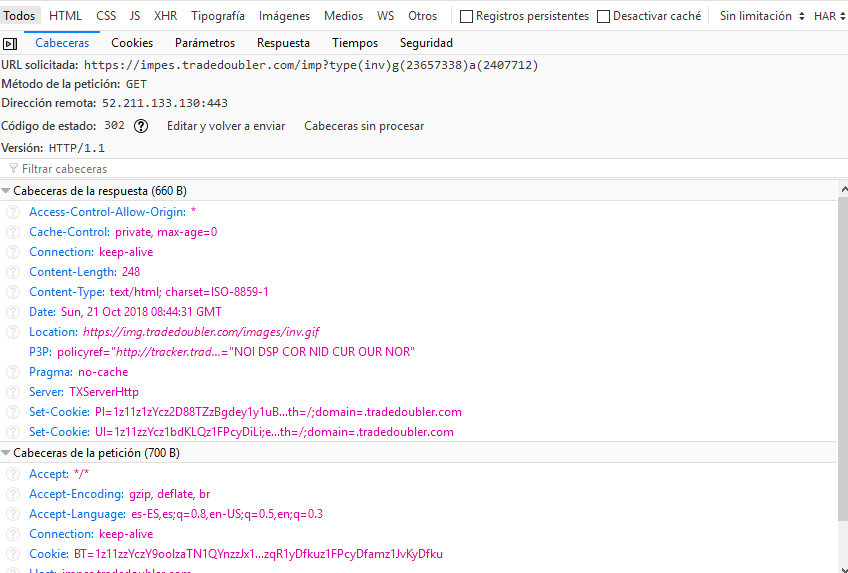 Todos HTML CSS JS XHR Tipografía Imágenes Medios WS Otros Registros persistentes Desactivar caché Sin limitación HAR
Cabeceras Cookies Parámetros Respuesta Tiempos Seguridad
URL solicitada: https://impes.tradedoubler.com/imp?type(inv)g(23657338)a(2407712)
Método de la petición: GET
Dirección remota: 52.211.133.130:443
Código de estado: 302 ? Editar y volver a enviar Cabeceras sin procesar
Versión: HTTP/1.1
Filtrar cabeceras
Cabeceras de la respuesta (660 B)
? Access-Control-Allow-Origin: *
? Cache-Control: private, max-age=0
? Connection: keep-alive
? Content-Length: 248
? Content-Type: text/html; charset=ISO-8859-1
? Date: Sun, 21 Oct 2018 08:44:31 GMT
? Location: https://img.tradedoubler.com/images/inv.gif
P3P: policyref="http://tracker.trad...="NOI DSP COR NID CUR OUR NOR"
? Pragma: no-cache
? Server: TXServerHttp
? Set-Cookie: PI=1z11z1zYcz2D88TZzBgdey1y1uB...th=/;domain=.tradedoubler.com
? Set-Cookie: UI=1z11zzYcz1bdKLQz1FPcyDiLi;e...th=/;domain=.tradedoubler.com
Cabeceras de la petición (700 B)
? Accept: */*
? Accept-Encoding: gzip, deflate, br
? Accept-Language: es-ES,es;q=0.8,en-US;q=0.5,en;q=0.3
? Connection: keep-alive
? Cookie: BT=1z11zzYczY9oolzaTN1QYnzzJx1...zqR1yDfkuz1FPcyDfamz1JvKyDfku
? Host: impes.tradedoubler.com